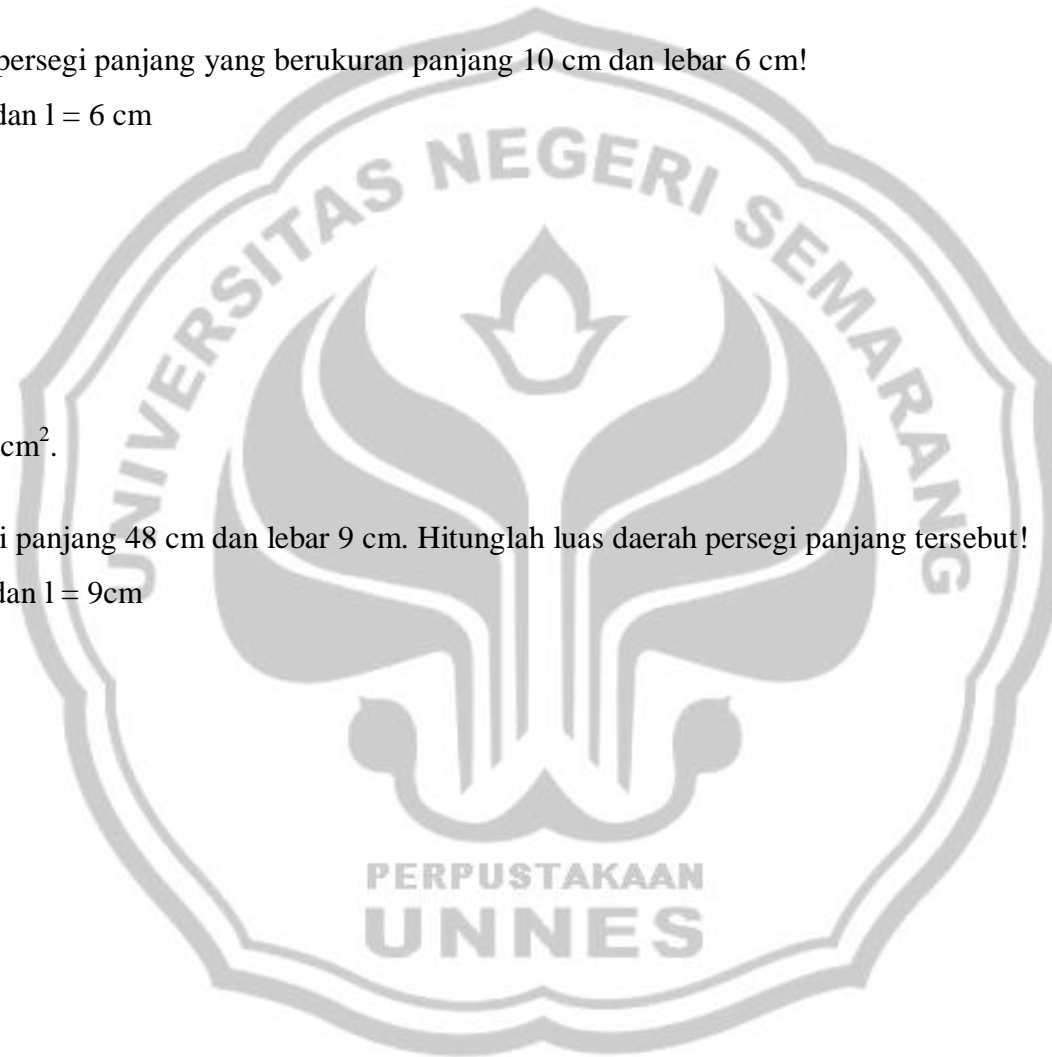 persegi panjang yang berukuran panjang 10 cm dan lebar 6 cm!
dan l = 6 cm
UNIVERSITAS NEGERI SEMARANG
cm².
i panjang 48 cm dan lebar 9 cm. Hitunglah luas daerah persegi panjang tersebut!
dan l = 9cm
PERPUSTAKAAN
UNNES